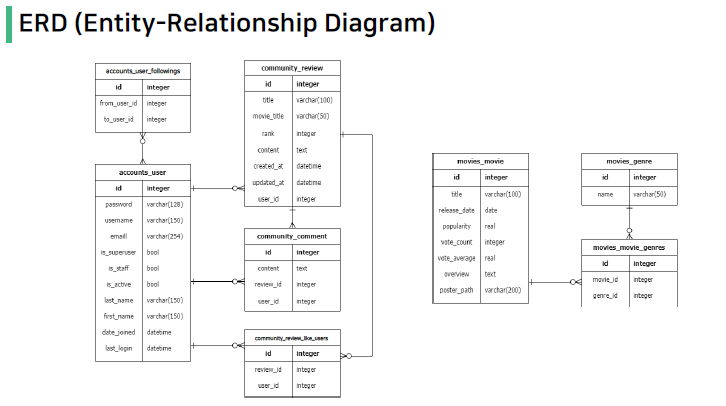 ERD (Entity-Relationship Diagram)
accounts_user_followings
id integer
from_user_id integer
to_user_id integer
accounts_user
id integer
password varchar(128)
username varchar(150)
emaill varchar(254)
is_superuser bool
is_staff bool
is_active bool
last_name varchar(150)
first_name varchar(150)
date_joined datetime
last_login datetime
community_review
id integer
title varchar(100)
movie_title varchar(50)
rank integer
content text
created_at datetime
updated_at datetime
user_id integer
community_comment
id integer
content text
review_id integer
user_id integer
community_review_like_users
id integer
review_id integer
user_id integer
movies_movie
id integer
title varchar(100)
release_date date
popularity real
vote_count integer
vote_average real
overview text
poster_path varchar(200)
movies_genre
id integer
name varchar(50)
movies_movie_genres
id integer
movie_id integer
genre_id integer